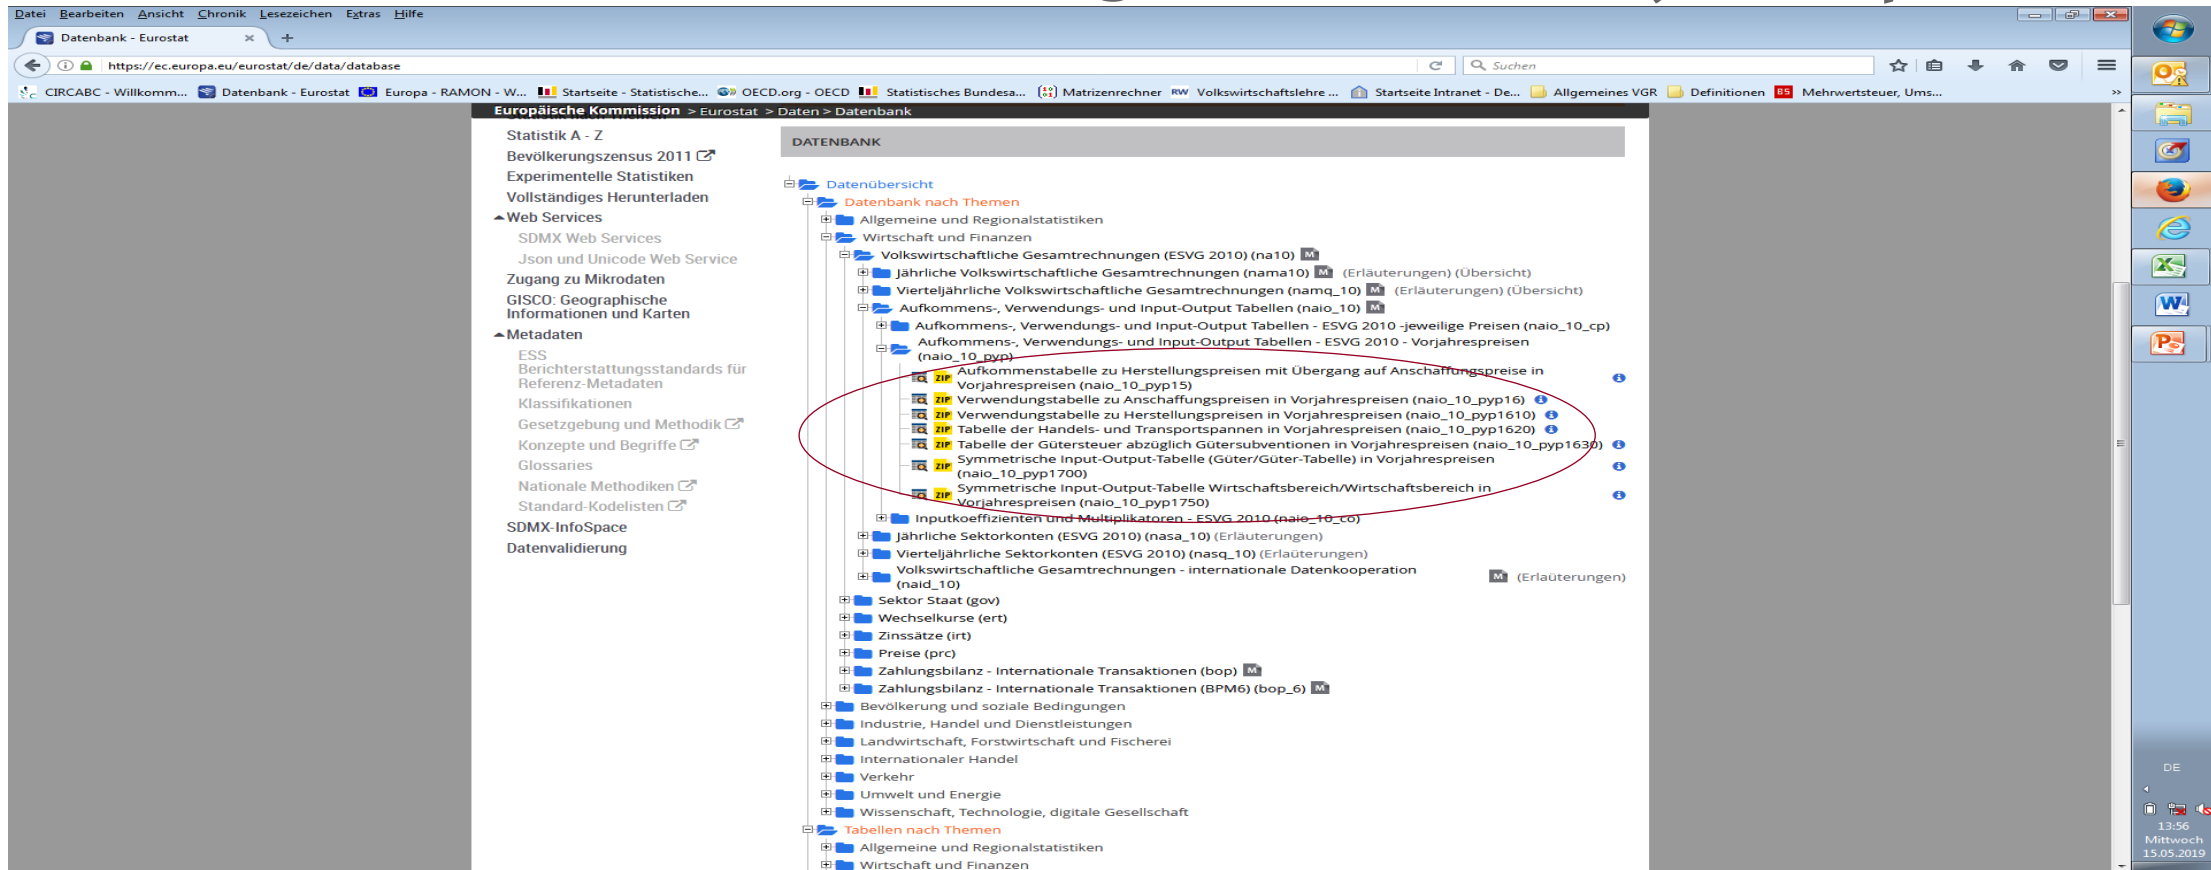 Datei Bearbeiten Ansicht Chronik Lesezeichen Extras Hilfe
Datenbank - Eurostat
https://ec.europa.eu/eurostat/de/data/database
Suchen
CIRCABC - Willkomm... Datenbank - Eurostat Europa - RAMON - W... Startseite - Statistische... OECD.org - OECD Statistisches Bundesa... Matrizenrechner RW Volkswirtschaftslehre ... Startseite Intranet - De... Allgemeines VGR Definitionen BS Mehrwertsteuer, Ums... »
Europäische Kommission > Eurostat > Daten > Datenbank
Statistik A - Z
Bevölkerungszensus 2011
Experimentelle Statistiken
Vollständiges Herunterladen
Web Services
SDMX Web Services
Json und Unicode Web Service
Zugang zu Mikrodaten
GISCO: Geographische
Informationen und Karten
Metadaten
ESS
Berichterstattungsstandards für
Referenz-Metadaten
Klassifikationen
Gesetzgebung und Methodik
Konzepte und Begriffe
Glossaries
Nationale Methodiken
Standard-Kodelisten
SDMX-InfoSpace
Datenvalidierung
DATENBANK
Datenübersicht
Datenbank nach Themen
Allgemeine und Regionalstatistiken
Wirtschaft und Finanzen
Volkswirtschaftliche Gesamtrechnungen (ESVG 2010) (na10) M
Jährliche Volkswirtschaftliche Gesamtrechnungen (nama10) M (Erläuterungen) (Übersicht)
Vierteljährliche Volkswirtschaftliche Gesamtrechnungen (namq_10) M (Erläuterungen) (Übersicht)
Aufkommens-, Verwendungs- und Input-Output Tabellen (naio_10) M
Aufkommens-, Verwendungs- und Input-Output Tabellen - ESVG 2010 -jeweilige Preisen (naio_10_cp)
Aufkommens-, Verwendungs- und Input-Output Tabellen - ESVG 2010 - Vorjahrespreisen
(naio_10_pyp)
ZIP Aufkommenstabelle zu Herstellungspreisen mit Übergang auf Anschaffungspreise in
Vorjahrespreisen (naio_10_pyp15)
ZIP Verwendungstabelle zu Anschaffungspreisen in Vorjahrespreisen (naio_10_pyp16)
ZIP Verwendungstabelle zu Herstellungspreisen in Vorjahrespreisen (naio_10_pyp1610)
ZIP Tabelle der Handels- und Transportspannen in Vorjahrespreisen (naio_10_pyp1620)
ZIP Tabelle der Gütersteuer abzüglich Gütersubventionen in Vorjahrespreisen (naio_10_pyp1630)
ZIP Symmetrische Input-Output-Tabelle (Güter/Güter-Tabelle) in Vorjahrespreisen
(naio_10_pyp1700)
ZIP Symmetrische Input-Output-Tabelle Wirtschaftsbereich/Wirtschaftsbereich in
Vorjahrespreisen (naio_10_pyp1750)
Inputkoeffizienten und Multiplikatoren - ESVG 2010 (naio_10_co)
Jährliche Sektorkonten (ESVG 2010) (nasa_10) (Erläuterungen)
Vierteljährliche Sektorkonten (ESVG 2010) (nasq_10) (Erlaüterungen)
Volkswirtschaftliche Gesamtrechnungen - internationale Datenkooperation
(naid_10) M (Erlaüterungen)
Sektor Staat (gov)
Wechselkurse (ert)
Zinssätze (irt)
Preise (prc)
Zahlungsbilanz - Internationale Transaktionen (bop) M
Zahlungsbilanz - Internationale Transaktionen (BPM6) (bop_6) M
Bevölkerung und soziale Bedingungen
Industrie, Handel und Dienstleistungen
Landwirtschaft, Forstwirtschaft und Fischerei
Internationaler Handel
Verkehr
Umwelt und Energie
Wissenschaft, Technologie, digitale Gesellschaft
Tabellen nach Themen
Allgemeine und Regionalstatistiken
Wirtschaft und Finanzen
DE
13:56
Mittwoch
15.05.2019